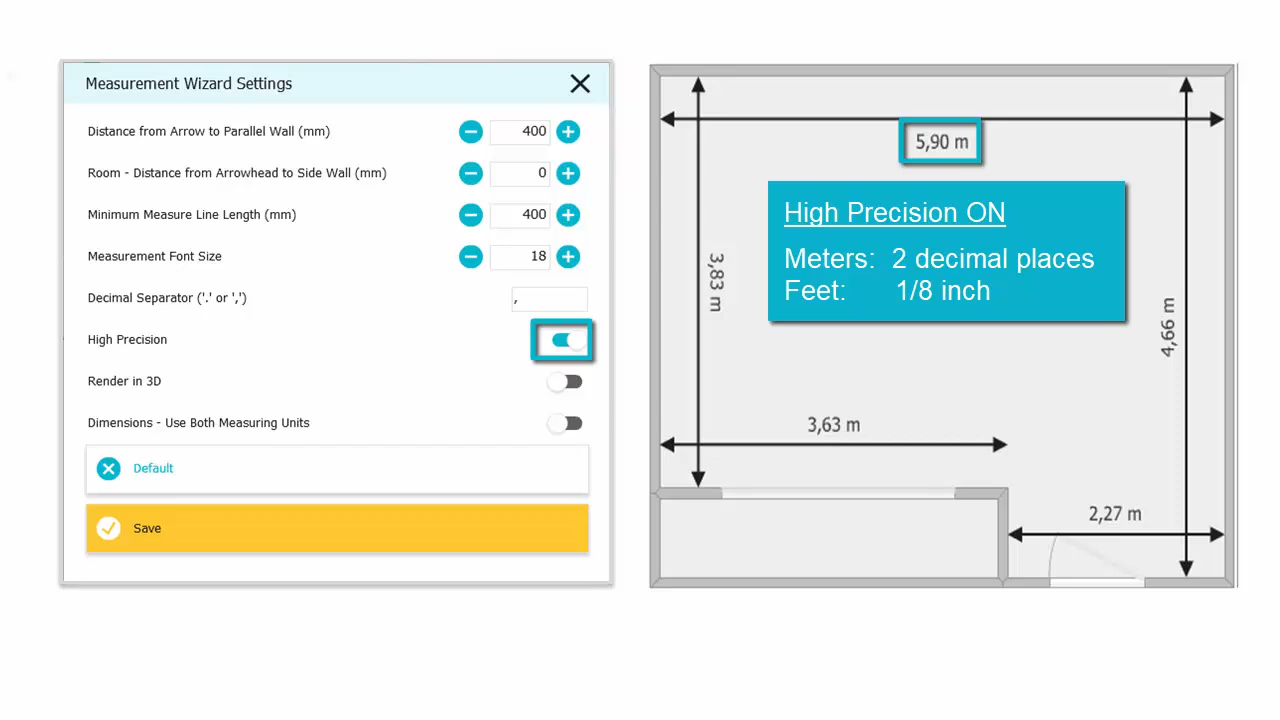 Measurement Wizard Settings
Distance from Arrow to Parallel Wall (mm)
400
Room - Distance from Arrowhead to Side Wall (mm)
0
Minimum Measure Line Length (mm)
400
Measurement Font Size
18
Decimal Separator ('.' or ',')
,
High Precision
Render in 3D
Dimensions - Use Both Measuring Units
Default
Save
5,90 m
High Precision ON
Meters: 2 decimal places
Feet: 1/8 inch
3,83 m
4,66 m
3,63 m
2,27 m